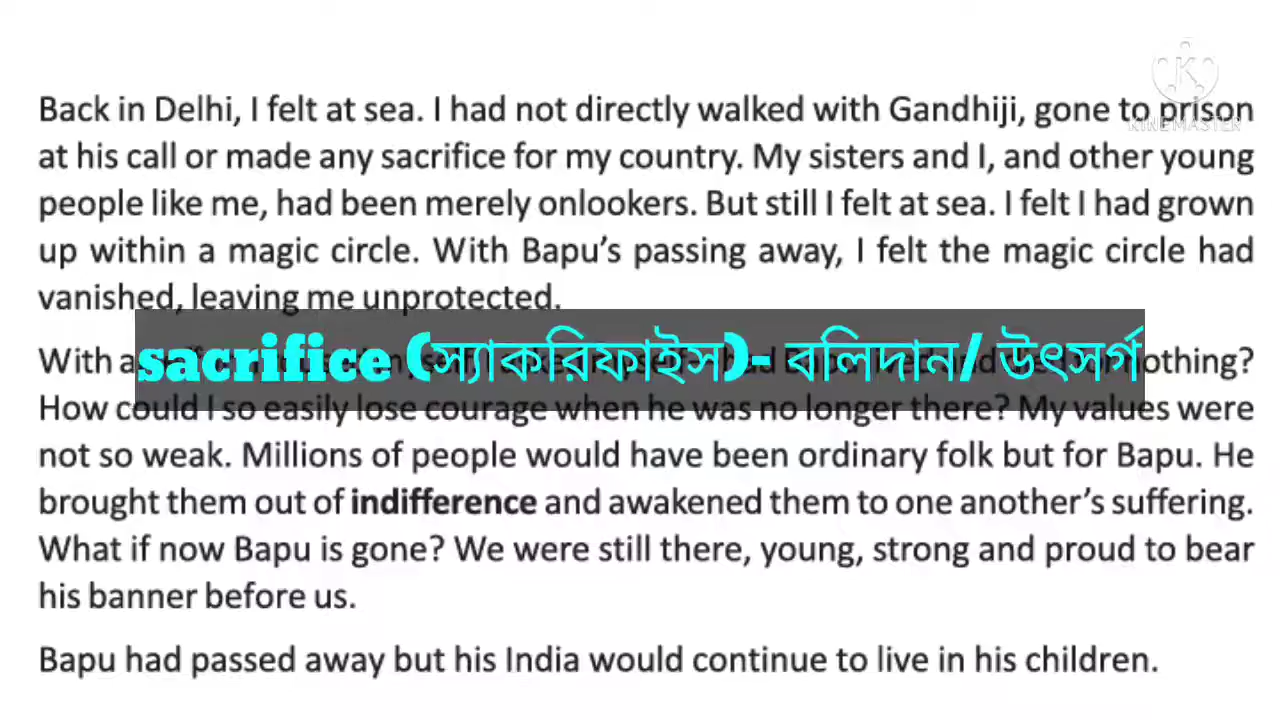 Back in Delhi, I felt at sea. I had not directly walked with Gandhiji, gone to prison
at his call or made any sacrifice for my country. My sisters and I, and other young
people like me, had been merely onlookers. But still I felt at sea. I felt I had grown
up within a magic circle. With Bapu's passing away, I felt the magic circle had
vanished, leaving me unprotected.
sacrifice (স্যাকরিফাইস)- বলিদান/ উৎসর্গ
With a nothing?
How could I so easily lose courage when he was no longer there? My values were
not so weak. Millions of people would have been ordinary folk but for Bapu. He
brought them out of indifference and awakened them to one another's suffering.
What if now Bapu is gone? We were still there, young, strong and proud to bear
his banner before us.
Bapu had passed away but his India would continue to live in his children.
KINEMASTER